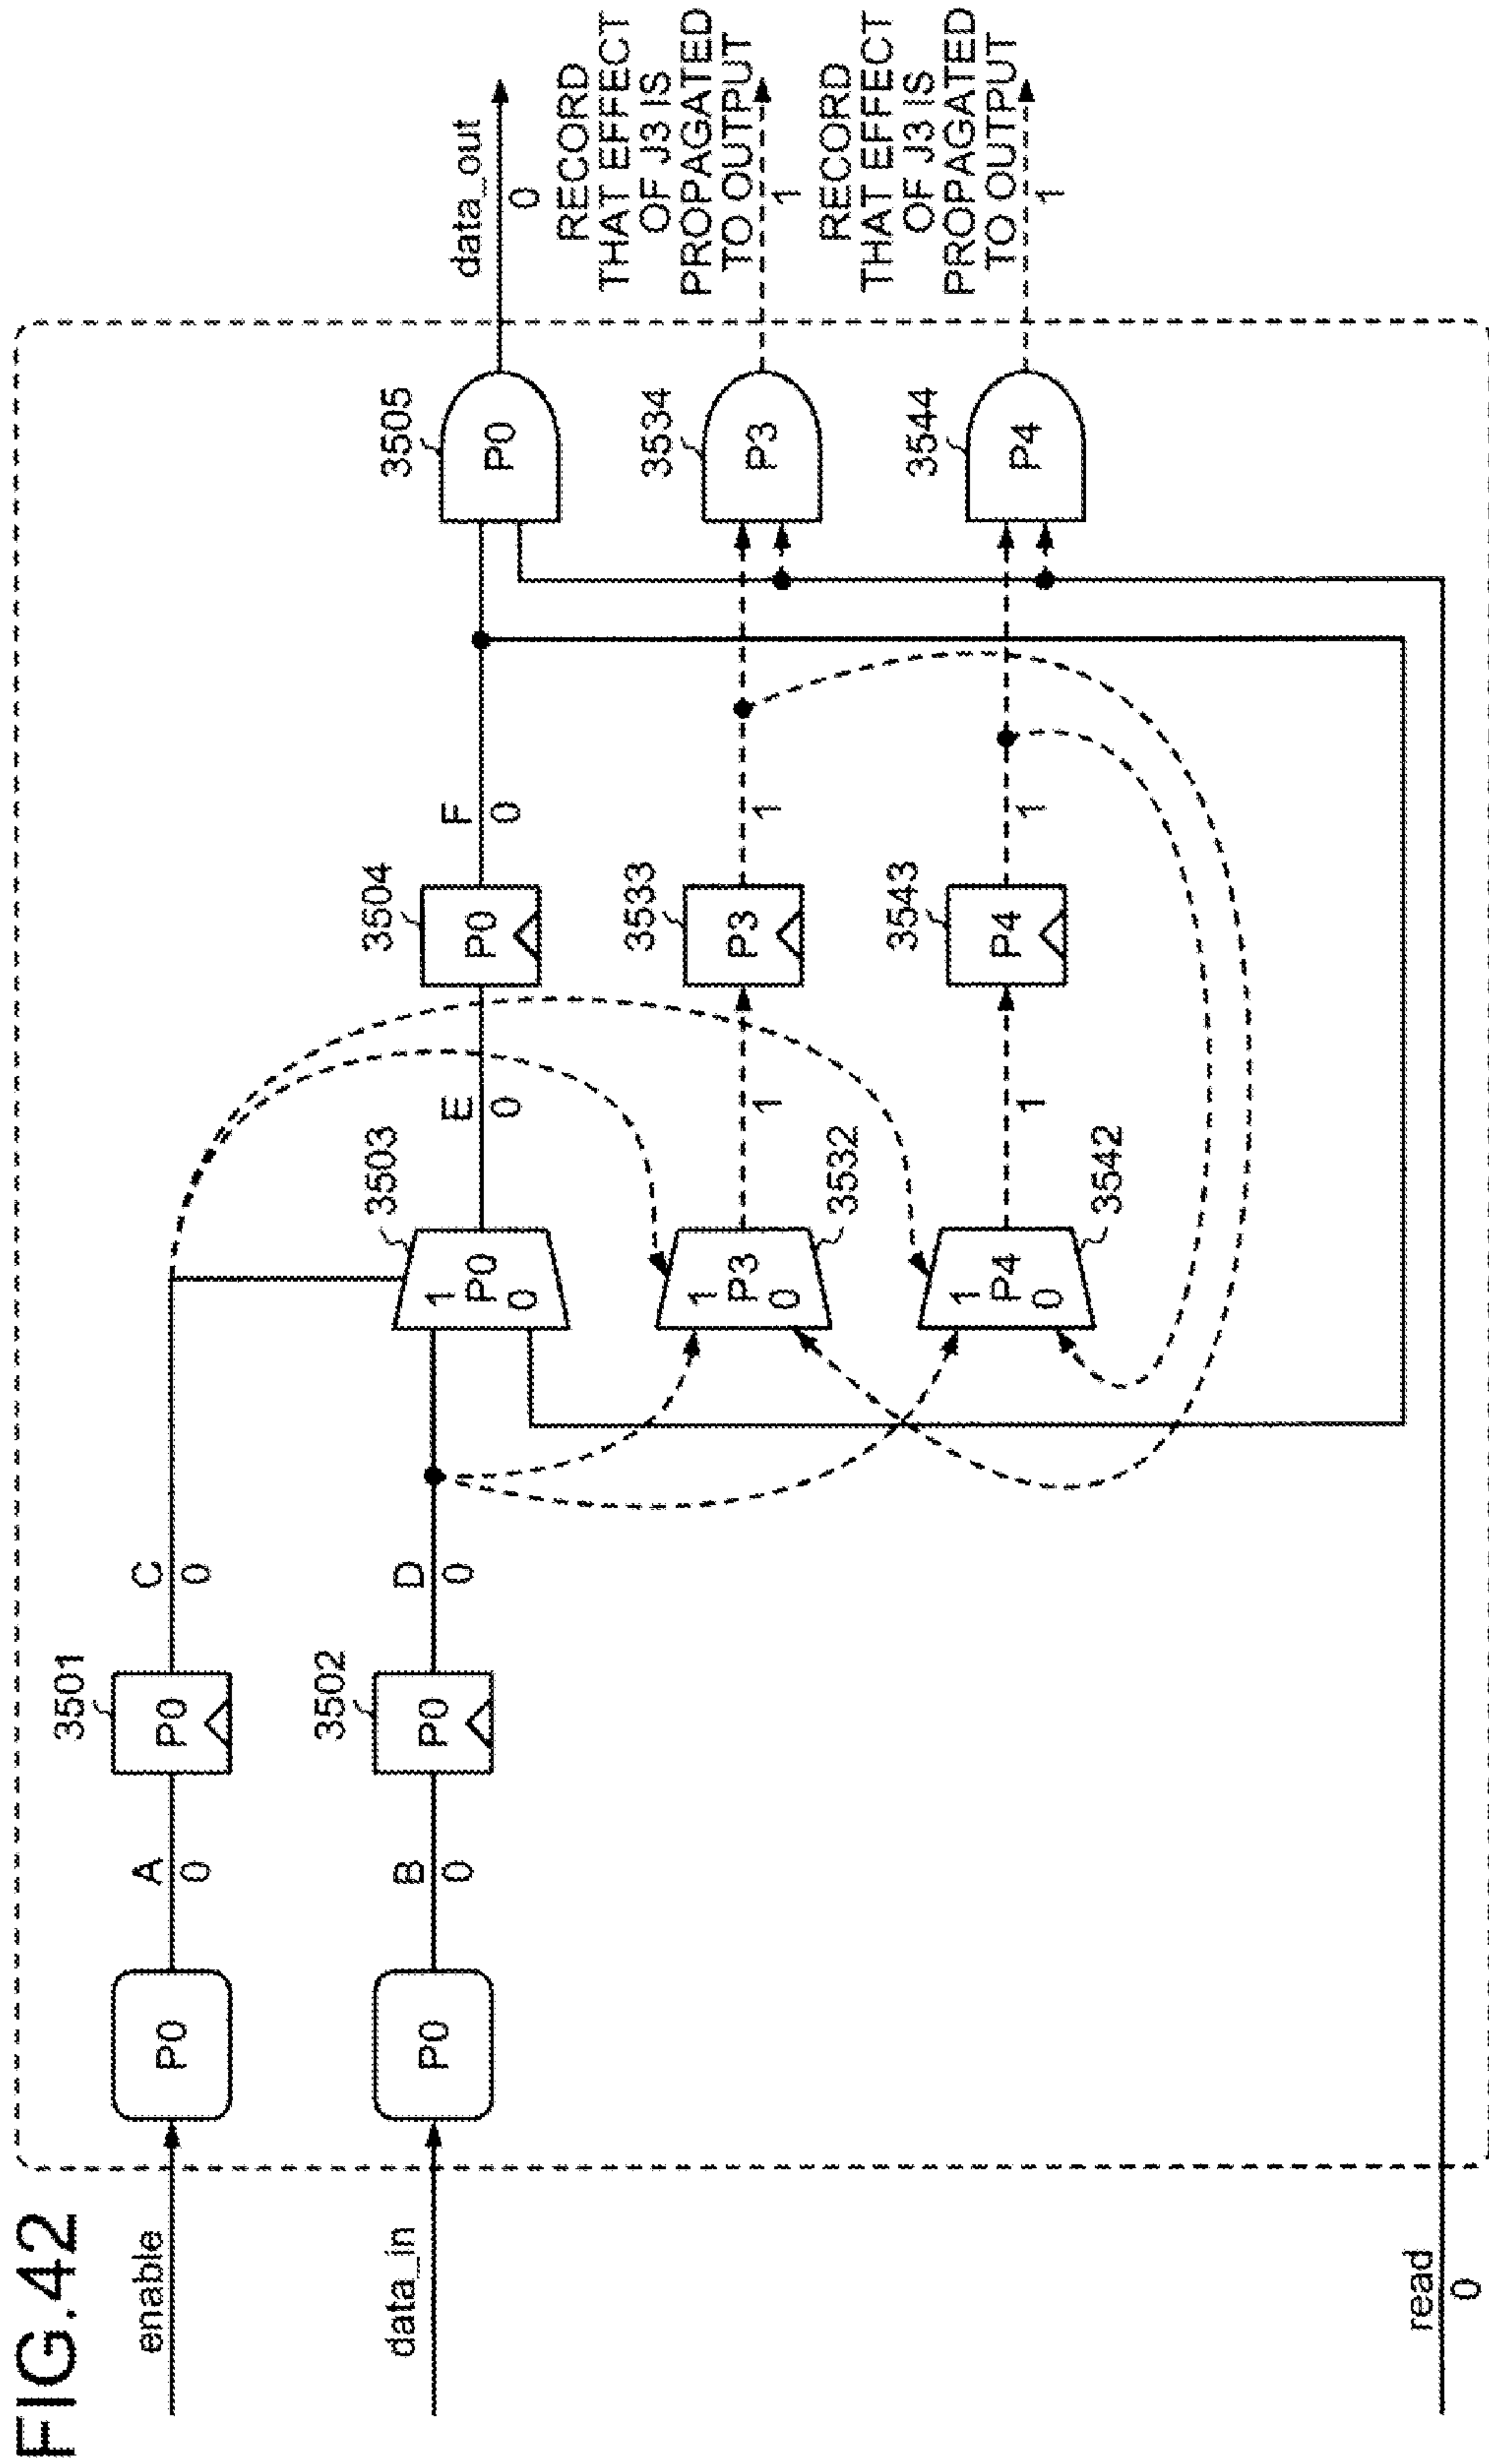 FIG.42
enable
P0
A
0
3501
P0
C
0
data_in
P0
B
0
3502
P0
D
0
3503
1
P0
0
E
0
3504
P0
F
0
3505
P0
data_out
0
1
P3
0
3532
1
3533
P3
1
3534
P3
RECORD
THAT EFFECT
OF J3 IS
PROPAGATED
TO OUTPUT
1
1
P4
0
3542
1
3543
P4
1
3544
P4
RECORD
THAT EFFECT
OF J3 IS
PROPAGATED
TO OUTPUT
1
read
0